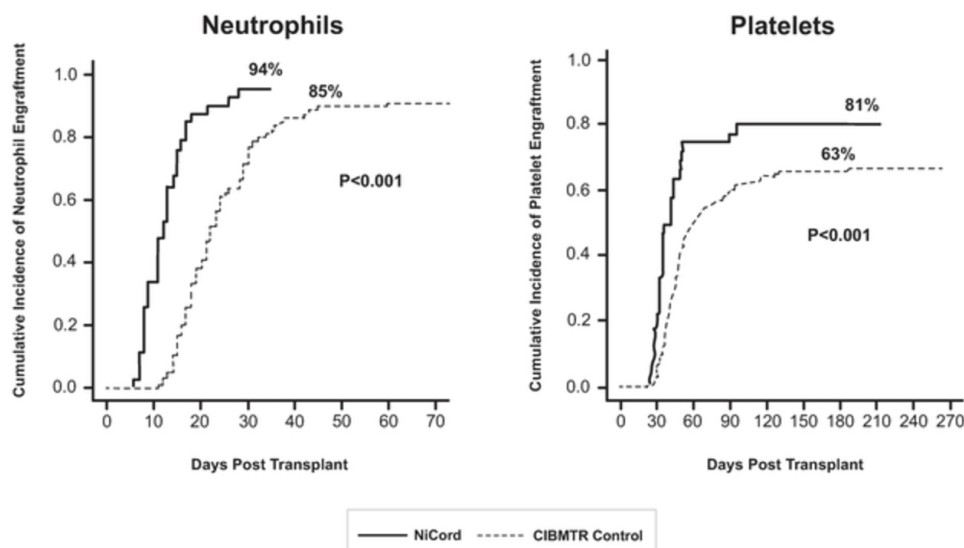 Neutrophils
Cumulative Incidence of Neutrophil Engraftment
1.0
0.8
0.6
0.4
0.2
0.0
94%
85%
P<0.001
0 10 20 30 40 50 60 70
Days Post Transplant
Platelets
Cumulative Incidence of Platelet Engraftment
1.0
0.8
0.6
0.4
0.2
0.0
81%
63%
P<0.001
0 30 60 90 120 150 180 210 240 270
Days Post Transplant
NiCord CIBMTR Control